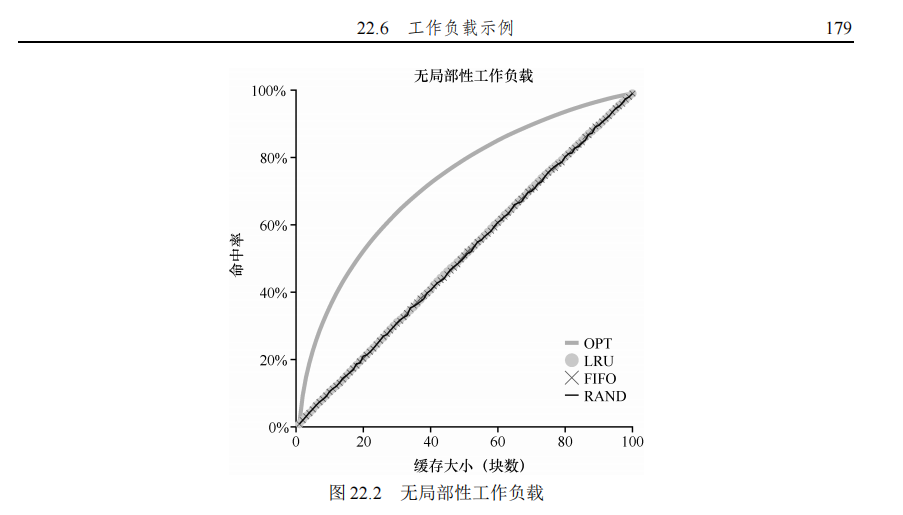 22.6 工作负载示例 179
无局部性工作负载
100%
80%
60%
40%
20%
0%
命中率
OPT
LRU
FIFO
RAND
0 20 40 60 80 100
缓存大小（块数）
图 22.2 无局部性工作负载